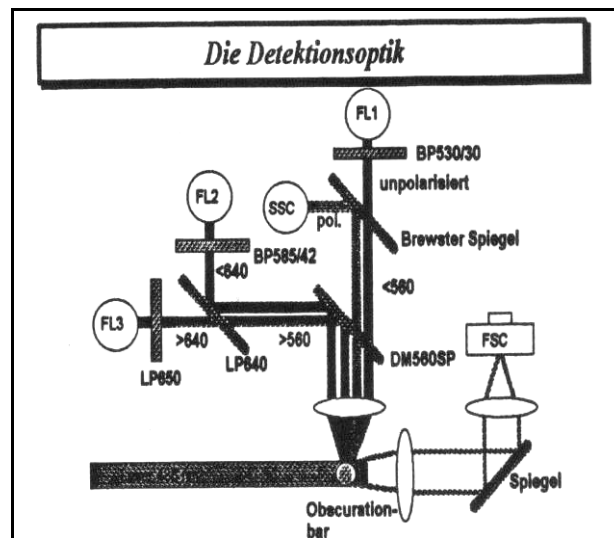 Die Detektionsoptik
FL1
BP530/30
unpolarisiert
FL2
SSC
pol.
Brewster Spiegel
BP585/42
<640
<560
FL3
>640
>560
FSC
LP640
DM560SP
LP650
Spiegel
Obscuration-
bar